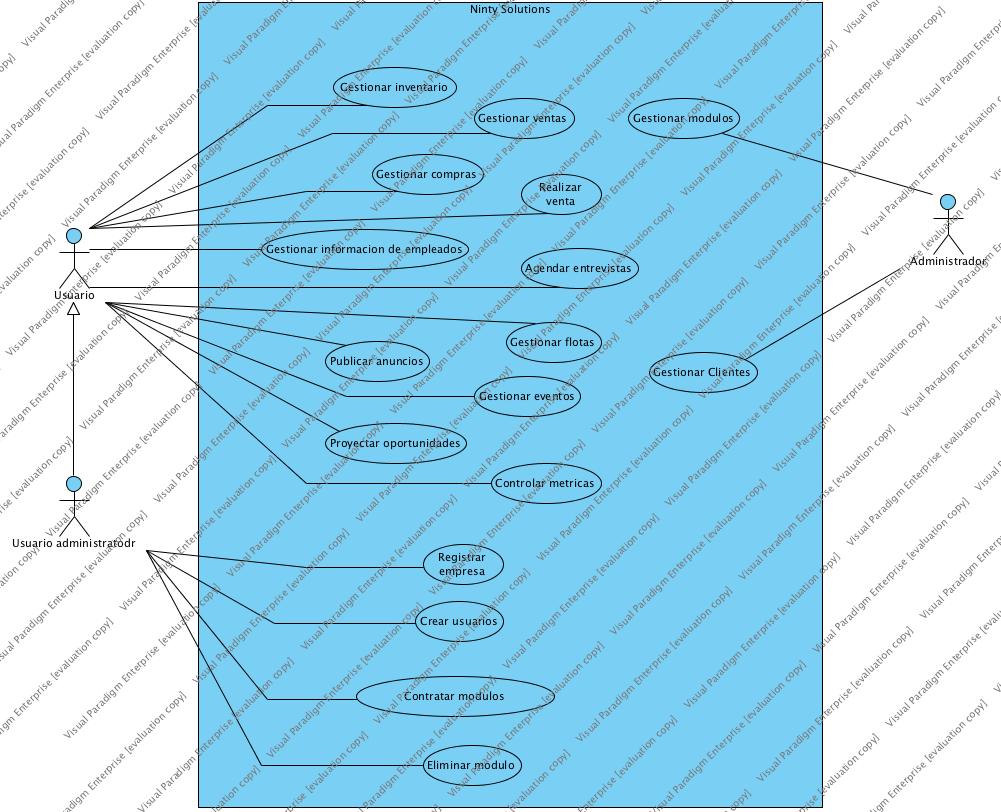 Ninty Solutions
Gestionar inventario
Gestionar ventas
Gestionar modulos
Gestionar compras
Realizar
venta
Gestionar informacion de empleados
Agendar entrevistas
Administrador
Usuario
Gestionar flotas
Publicar anuncios
Gestionar Clientes
Gestionar eventos
Proyectar oportunidades
Controlar metricas
Usuario administratodr
Registrar
empresa
Crear usuarios
Contratar modulos
Eliminar modulo
Visual Paradigm Enterprise [evaluation copy]